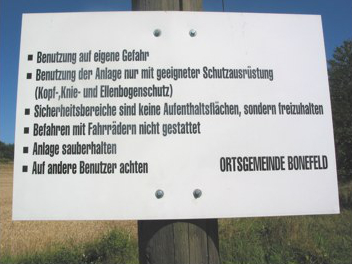 ▪ Benutzung auf eigene Gefahr
▪ Benutzung der Anlage nur mit geeigneter Schutzausrüstung
(Kopf-,Knie- und Ellenbogenschutz)
▪ Sicherheitsbereiche sind keine Aufenthaltsflächen, sondern freizuhalten
▪ Befahren mit Fahrrädern nicht gestattet
▪ Anlage sauberhalten
▪ Auf andere Benutzer achten ORTSGEMEINDE BONEFELD